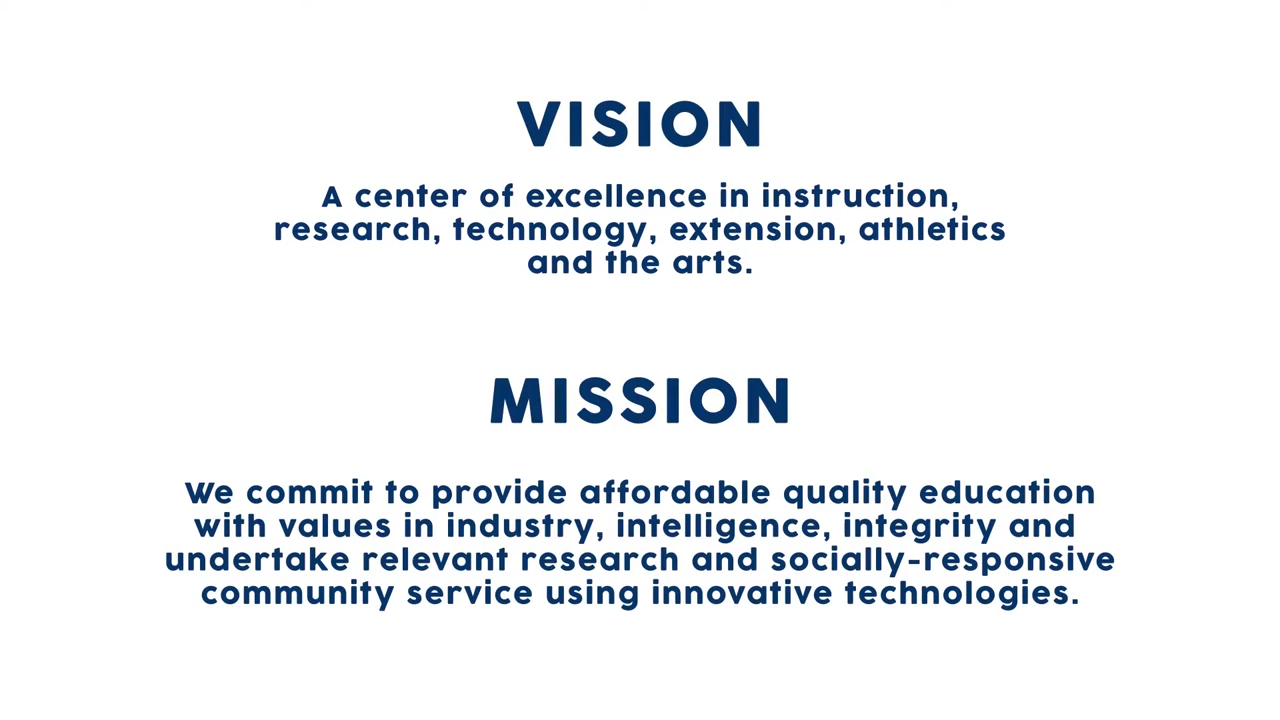 VISION
A center of excellence in instruction,
research, technology, extension, athletics
and the arts.
MISSION
We commit to provide affordable quality education
with values in industry, intelligence, integrity and
undertake relevant research and socially-responsive
community service using innovative technologies.